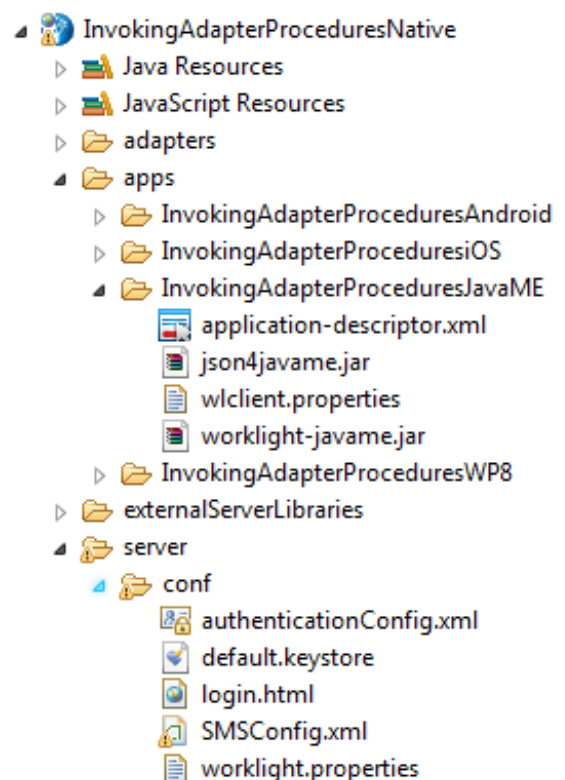 InvokingAdapterProceduresNative
Java Resources
JavaScript Resources
adapters
apps
InvokingAdapterProceduresAndroid
InvokingAdapterProceduresiOS
InvokingAdapterProceduresJavaME
application-descriptor.xml
json4javame.jar
wlclient.properties
worklight-javame.jar
InvokingAdapterProceduresWP8
externalServerLibraries
server
conf
authenticationConfig.xml
default.keystore
login.html
SMSConfig.xml
worklight.properties